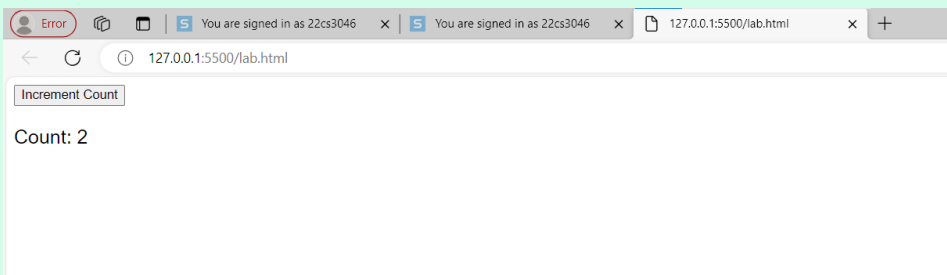 Error
You are signed in as 22cs3046
You are signed in as 22cs3046
127.0.0.1:5500/lab.html
127.0.0.1:5500/lab.html
Increment Count
Count: 2